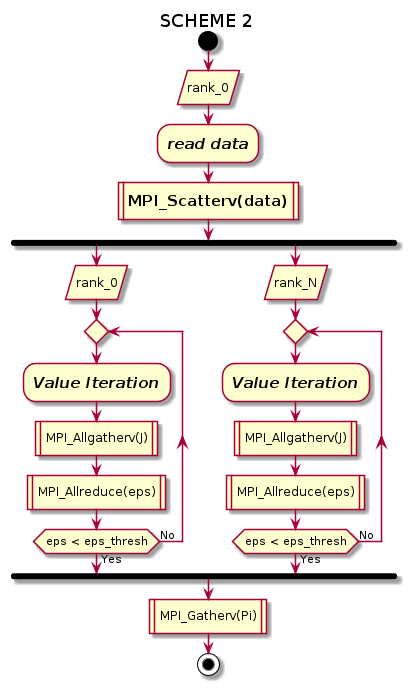 SCHEME 2
rank_0
read data
MPI_Scatterv(data)
rank_0
rank_N
Value Iteration
Value Iteration
MPI_Allgatherv(J)
MPI_Allgatherv(J)
MPI_Allreduce(eps)
MPI_Allreduce(eps)
eps < eps_thresh
No
eps < eps_thresh
No
Yes
Yes
MPI_Gatherv(Pi)